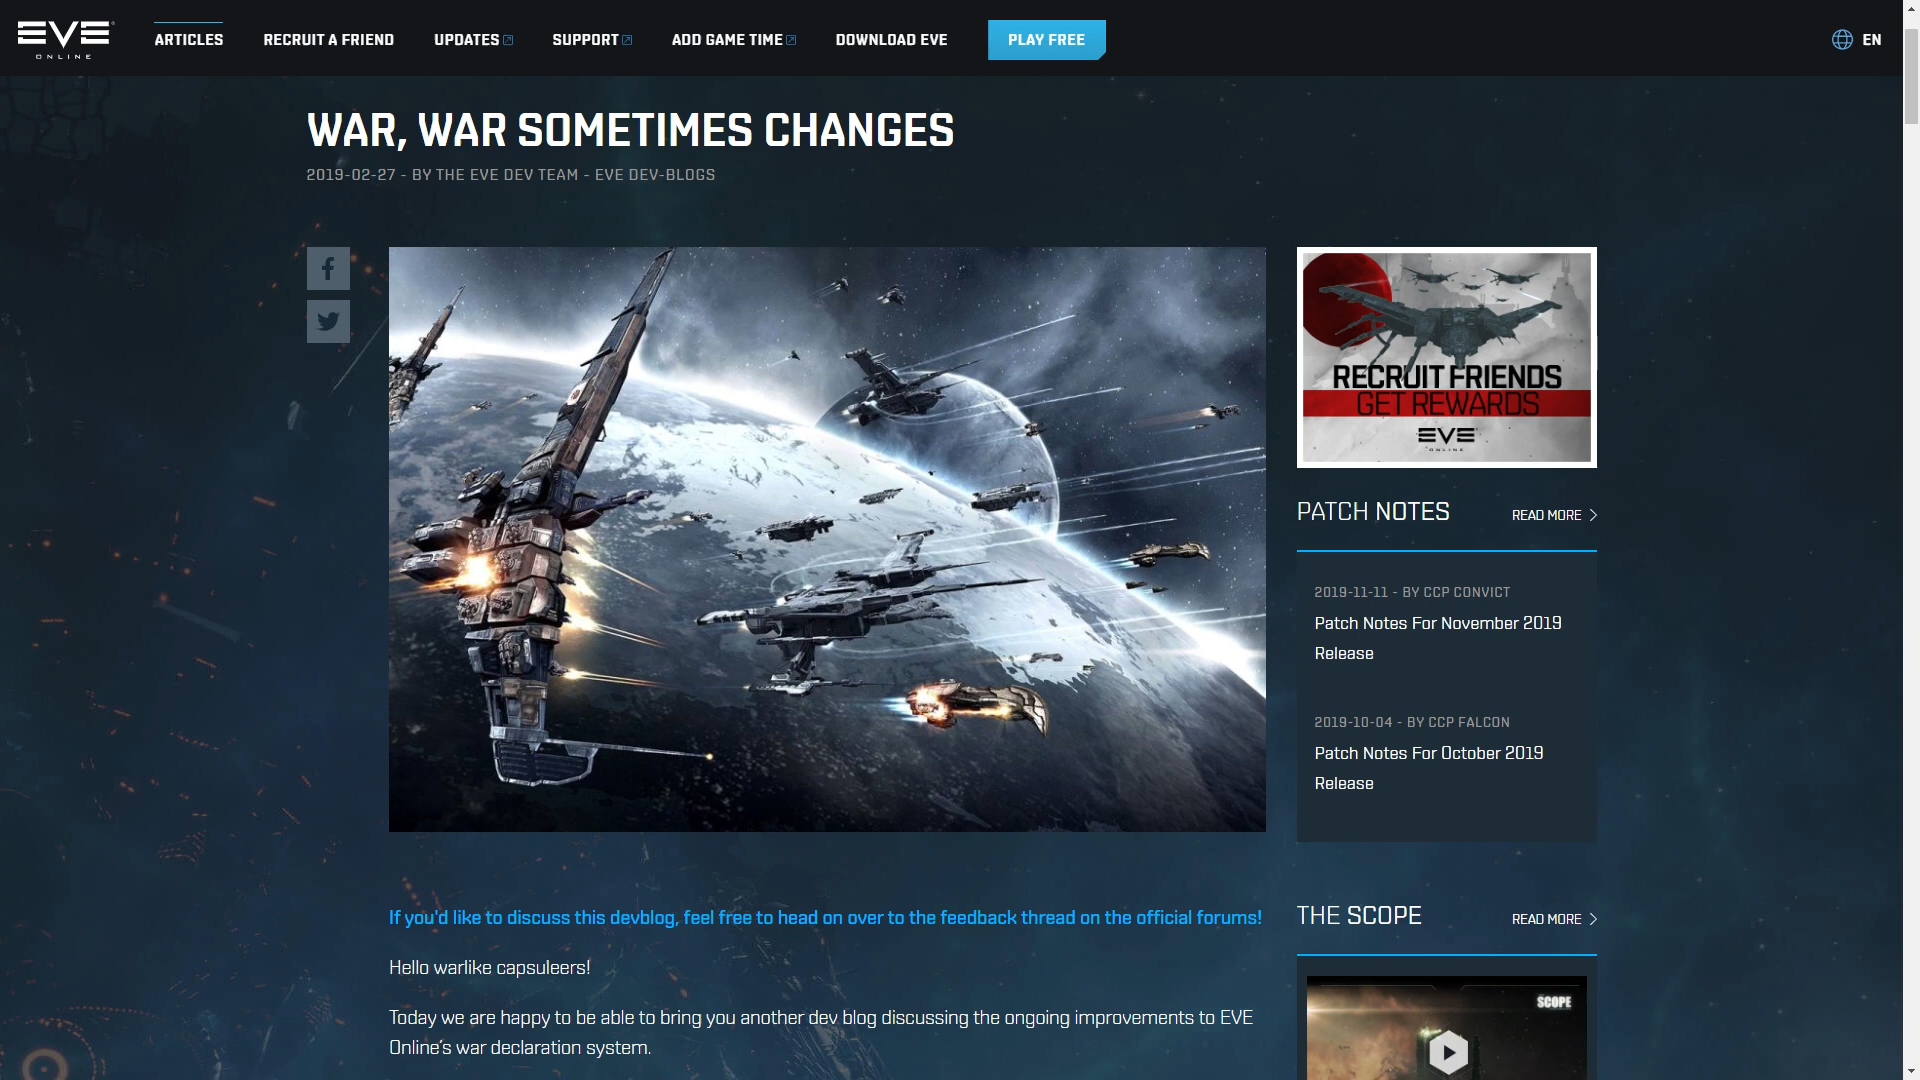 EVE
ONLINE
ARTICLES
RECRUIT A FRIEND
UPDATES
SUPPORT
ADD GAME TIME
DOWNLOAD EVE
PLAY FREE
EN
WAR, WAR SOMETIMES CHANGES
2019-02-27 - BY THE EVE DEV TEAM - EVE DEV-BLOGS
If you'd like to discuss this devblog, feel free to head on over to the feedback thread on the official forums!
Hello warlike capsuleers!
Today we are happy to be able to bring you another dev blog discussing the ongoing improvements to EVE
Online's war declaration system.
RECRUIT FRIENDS
GET REWARDS
EVE
ONLINE
PATCH NOTES
READ MORE
2019-11-11 - BY CCP CONVICT
Patch Notes For November 2019
Release
2019-10-04 - BY CCP FALCON
Patch Notes For October 2019
Release
THE SCOPE
READ MORE
SCOPE